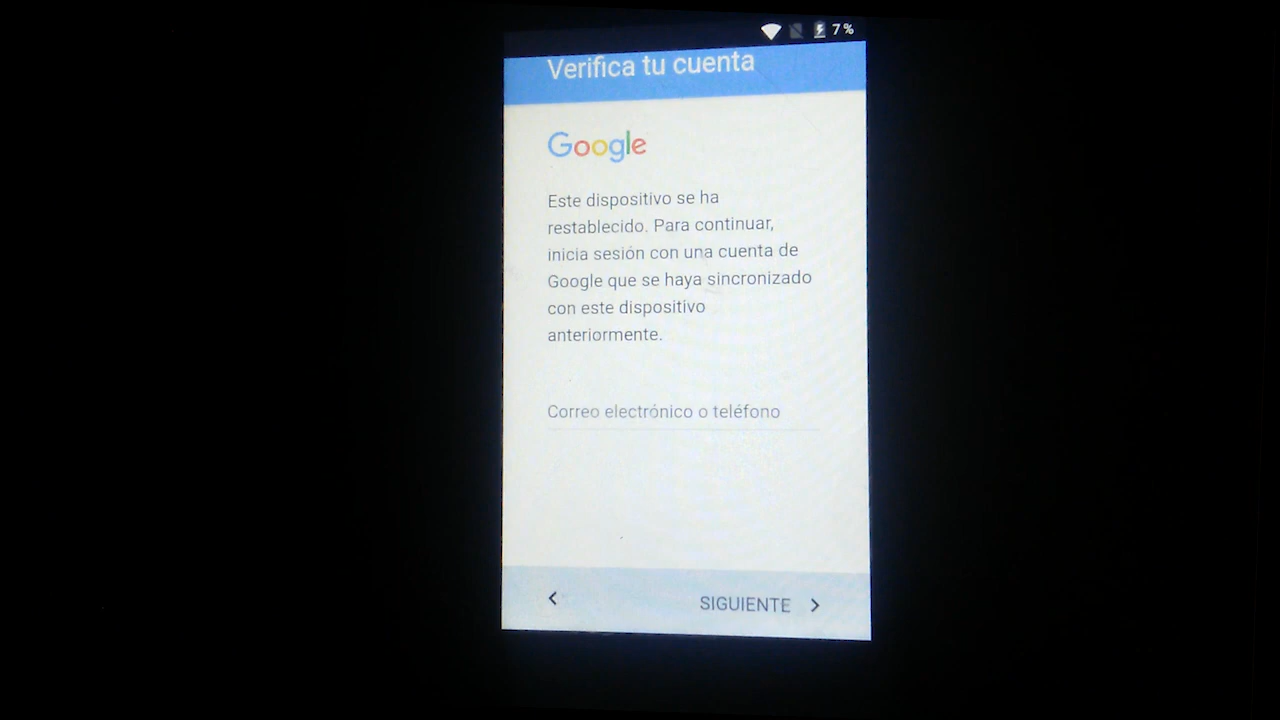 7 %
Verifica tu cuenta
Google
Este dispositivo se ha
restablecido. Para continuar,
inicia sesión con una cuenta de
Google que se haya sincronizado
con este dispositivo
anteriormente.
Correo electrónico o teléfono
SIGUIENTE